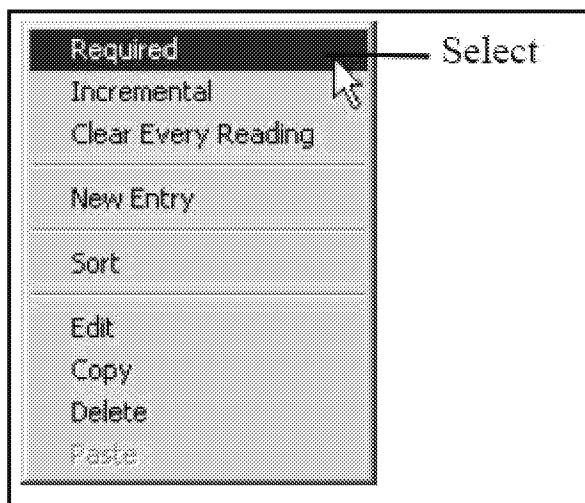 Required
Select
Incremental
Clear Every Reading
New Entry
Sort
Edit
Copy
Delete
Paste